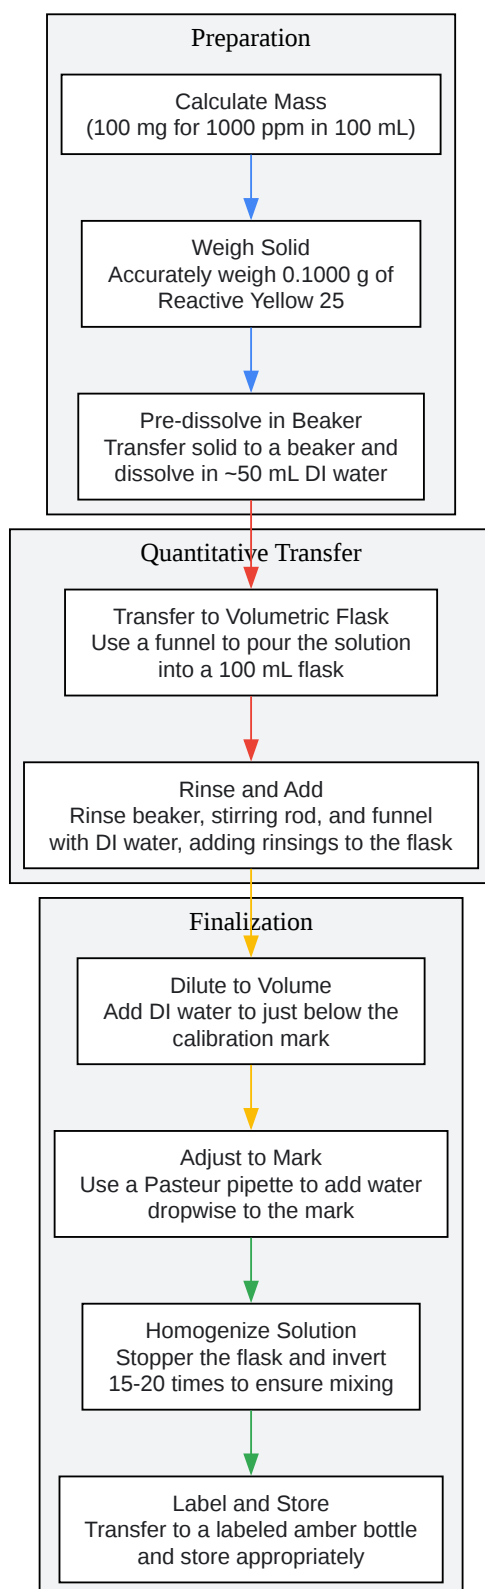 Preparation
Calculate Mass
(100 mg for 1000 ppm in 100 mL)
Weigh Solid
Accurately weigh 0.1000 g of
Reactive Yellow 25
Pre-dissolve in Beaker
Transfer solid to a beaker and
dissolve in ~50 mL DI water
Quantitative Transfer
Transfer to Volumetric Flask
Use a funnel to pour the solution
into a 100 mL flask
Rinse and Add
Rinse beaker, stirring rod, and funnel
with DI water, adding rinsings to the flask
Finalization
Dilute to Volume
Add DI water to just below the
calibration mark
Adjust to Mark
Use a Pasteur pipette to add water
dropwise to the mark
Homogenize Solution
Stopper the flask and invert
15-20 times to ensure mixing
Label and Store
Transfer to a labeled amber bottle
and store appropriately